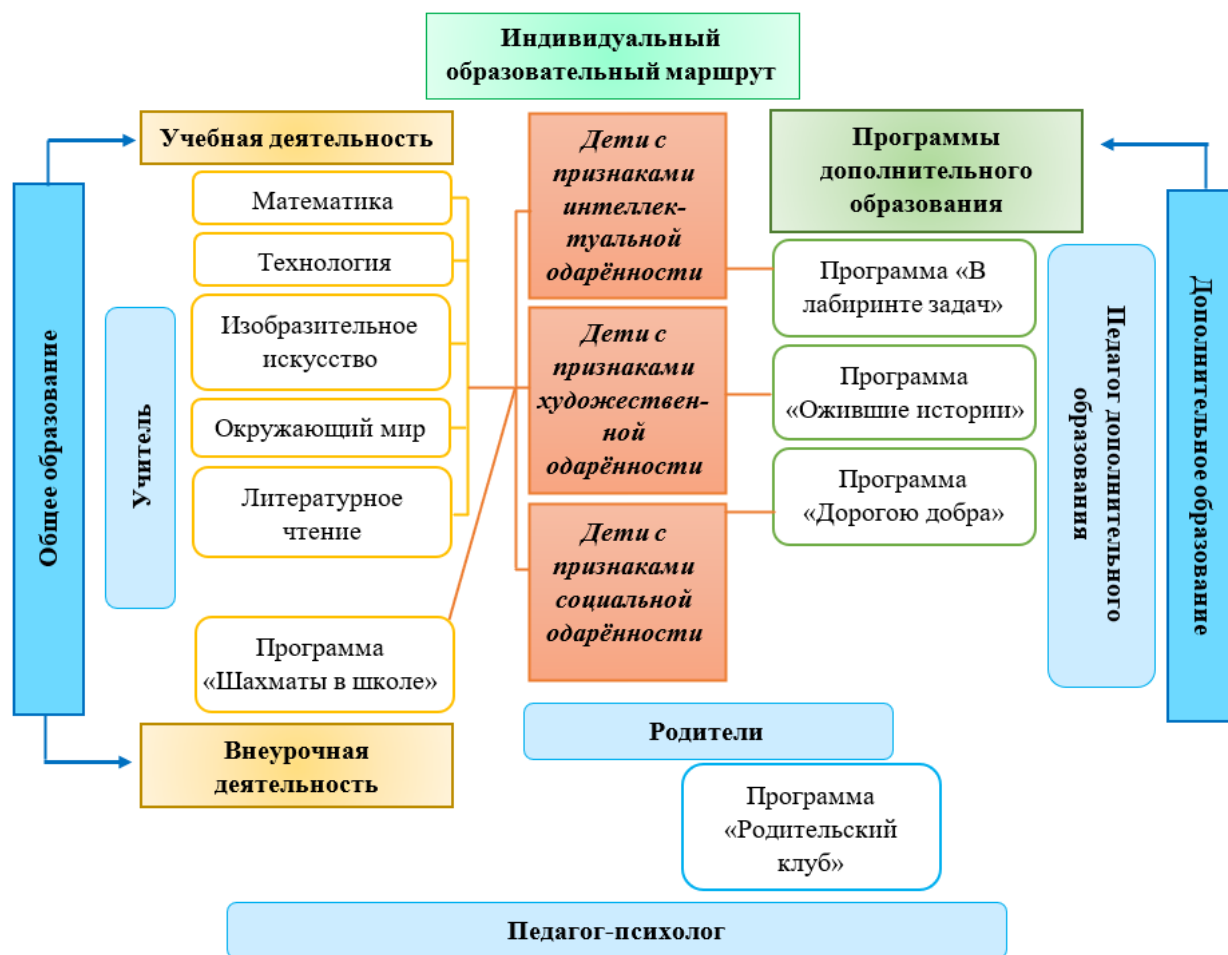 Индивидуальный
образовательный маршрут
Учебная деятельность
Математика
Технология
Изобразительное
искусство
Окружающий мир
Литературное
чтение
Программа
«Шахматы в школе»
Внеурочная
деятельность
Общее образование
Учитель
Дети с
признаками
интеллек-
туальной
одарённости
Дети с
признаками
художествен-
ной
одарённости
Дети с
признаками
социальной
одарённости
Программы
дополнительного
образования
Программа «В
лабиринте задач»
Программа
«Ожившие истории»
Программа
«Дорогою добра»
Педагог дополнительного
образования
Дополнительное образование
Родители
Программа
«Родительский
клуб»
Педагог-психолог